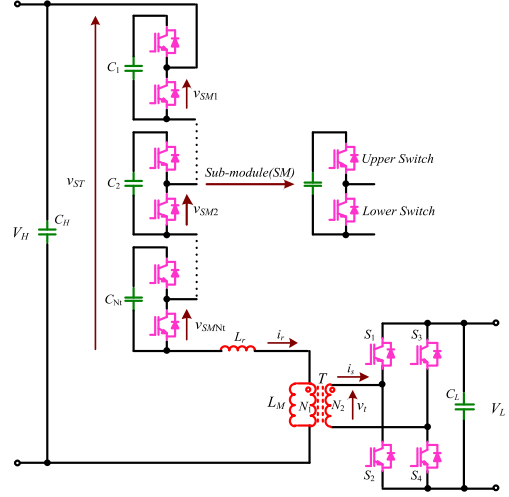 C1
vSM1
vST
C2
Sub-module(SM)
Upper Switch
Lower Switch
vSM2
CH
VH
CNt
vSMNt
Lr
ir
S1
S3
T
is
LM
N1
N2
vt
CL
VL
S2
S4